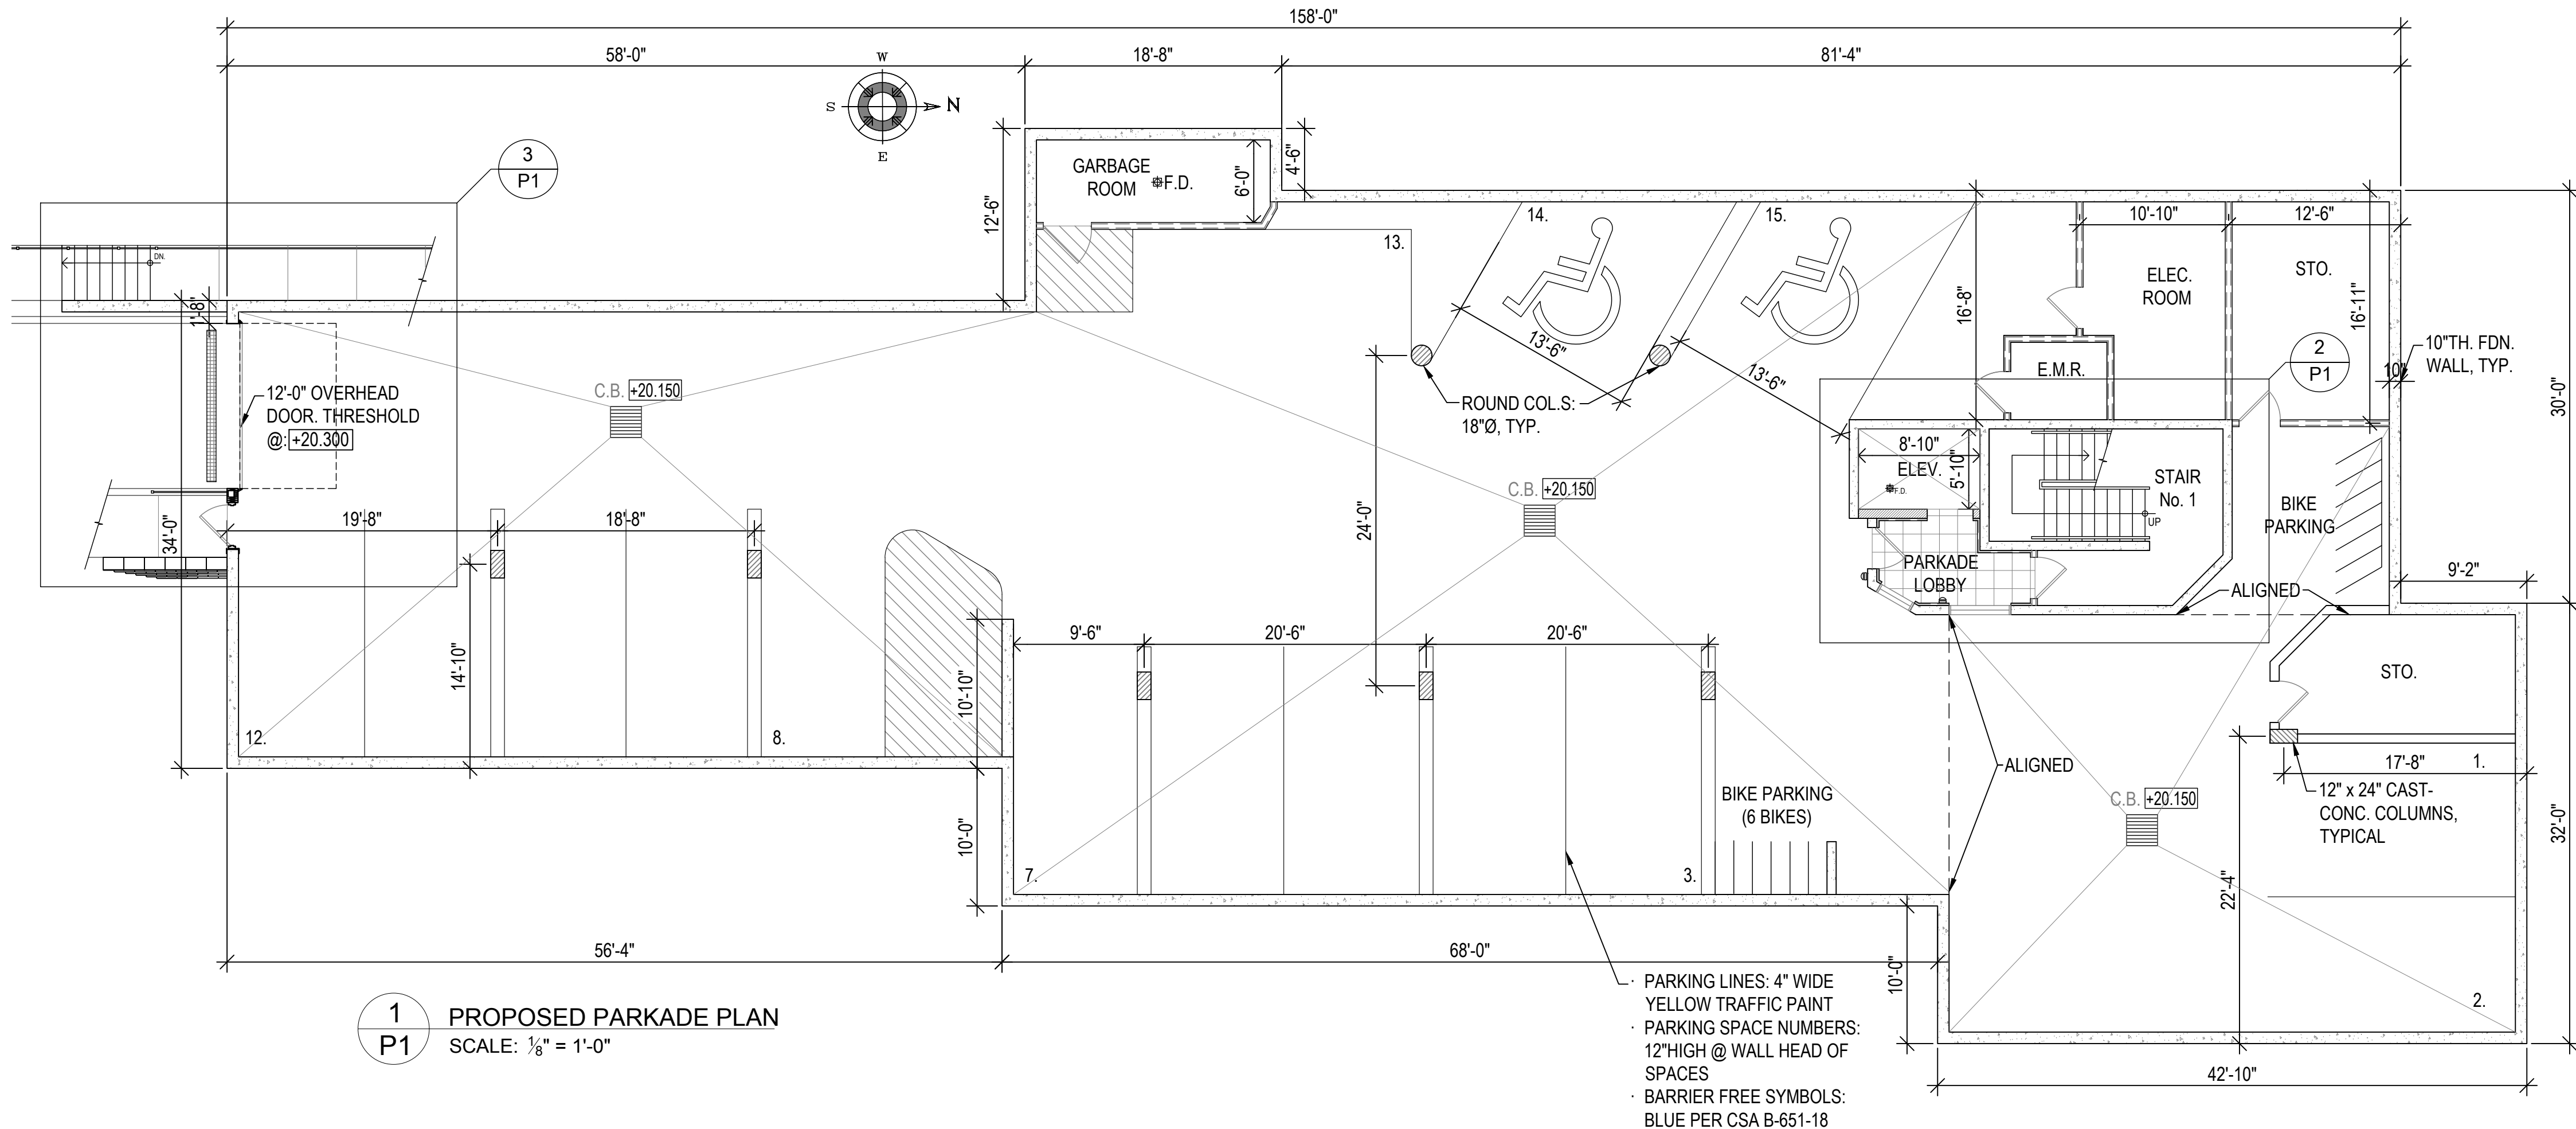 158'-0"
58'-0"
18'-8"
81'-4"
W
S
N
E
3
P1
GARBAGE
ROOM
F.D.
6'-0"
4'-6"
12'-6"
13.
14.
15.
10'-10"
12'-6"
ELEC.
ROOM
STO.
16'-8"
16'-11"
DN.
1'-8"
2
P1
10"TH. FDN.
WALL, TYP.
10"
30'-0"
E.M.R.
13'-6"
13'-6"
12'-0" OVERHEAD
DOOR. THRESHOLD
@: +20.300
C.B. +20.150
ROUND COL.S:
18"Ø, TYP.
8'-10"
ELEV.
5'-10"
F.D.
STAIR
No. 1
UP
BIKE
PARKING
C.B. +20.150
24'-0"
34'-0"
19'-8"
18'-8"
PARKADE
LOBBY
ALIGNED
9'-2"
14'-10"
10'-10"
9'-6"
20'-6"
20'-6"
STO.
12.
8.
ALIGNED
17'-8"
1.
12" x 24" CAST-
CONC. COLUMNS,
TYPICAL
C.B. +20.150
BIKE PARKING
(6 BIKES)
10'-0"
7.
3.
22'-4"
32'-0"
56'-4"
68'-0"
10'-0"
2.
42'-10"
· PARKING LINES: 4" WIDE
YELLOW TRAFFIC PAINT
· PARKING SPACE NUMBERS:
12"HIGH @ WALL HEAD OF
SPACES
· BARRIER FREE SYMBOLS:
BLUE PER CSA B-651-18
1
P1
PROPOSED PARKADE PLAN
SCALE: ⅛" = 1'-0"